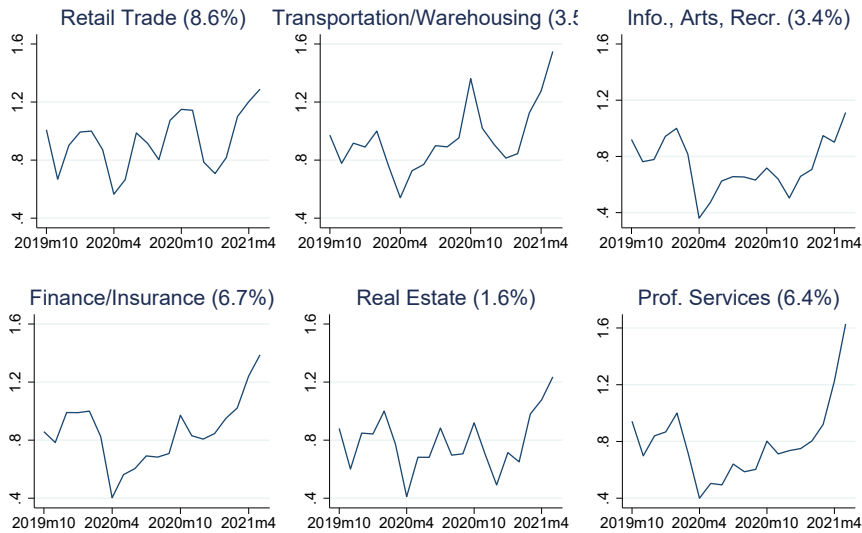 Retail Trade (8.6%)
1.6
1.2
.8
.4
2019m10 2020m4 2020m10 2021m4
Transportation/Warehousing (3.5
1.6
1.2
.8
.4
2019m10 2020m4 2020m10 2021m4
Info., Arts, Recr. (3.4%)
1.6
1.2
.8
.4
2019m10 2020m4 2020m10 2021m4
Finance/Insurance (6.7%)
1.6
1.2
.8
.4
2019m10 2020m4 2020m10 2021m4
Real Estate (1.6%)
1.6
1.2
.8
.4
2019m10 2020m4 2020m10 2021m4
Prof. Services (6.4%)
1.6
1.2
.8
.4
2019m10 2020m4 2020m10 2021m4